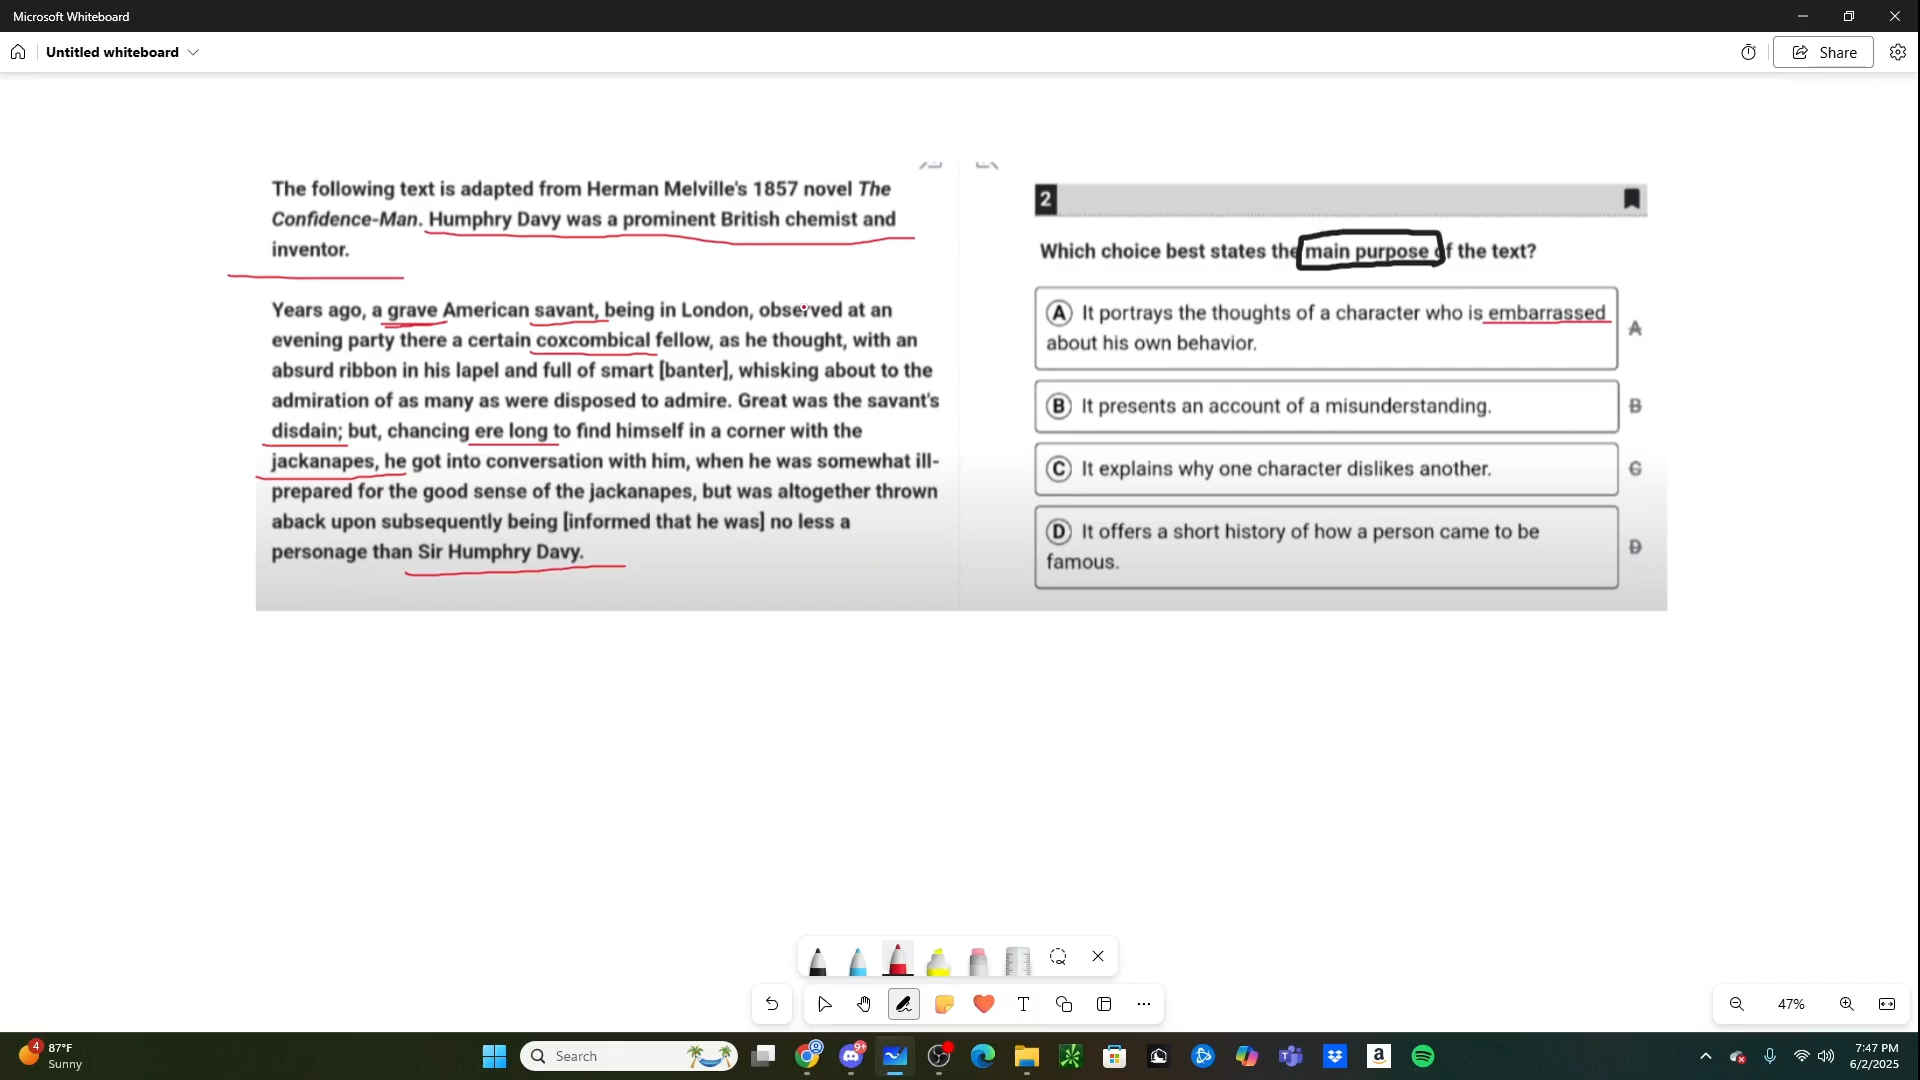 Microsoft Whiteboard
Untitled whiteboard
Share
The following text is adapted from Herman Melville's 1857 novel The
Confidence-Man. Humphry Davy was a prominent British chemist and
inventor.
Years ago, a grave American savant, being in London, observed at an
evening party there a certain coxcombical fellow, as he thought, with an
absurd ribbon in his lapel and full of smart [banter], whisking about to the
admiration of as many as were disposed to admire. Great was the savant's
disdain; but, chancing ere long to find himself in a corner with the
jackanapes, he got into conversation with him, when he was somewhat ill-
prepared for the good sense of the jackanapes, but was altogether thrown
aback upon subsequently being [informed that he was] no less a
personage than Sir Humphry Davy.
2
Which choice best states the main purpose of the text?
A It portrays the thoughts of a character who is embarrassed
about his own behavior.
A
B It presents an account of a misunderstanding.
B
C It explains why one character dislikes another.
C
D It offers a short history of how a person came to be
famous.
D
47%
4
87°F
Sunny
Search
9+
a
7:47 PM
6/2/2025